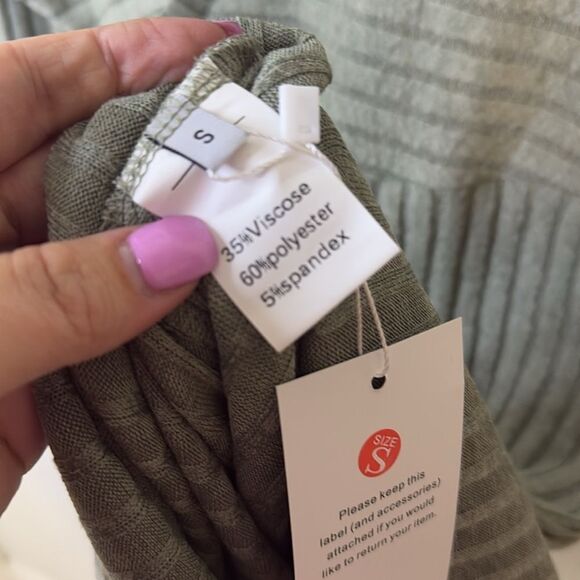 S
35%Viscose
60%polyester
5%spandex
SIZE
S
Please keep this
label (and accessories)
attached if you would
like to return your item.